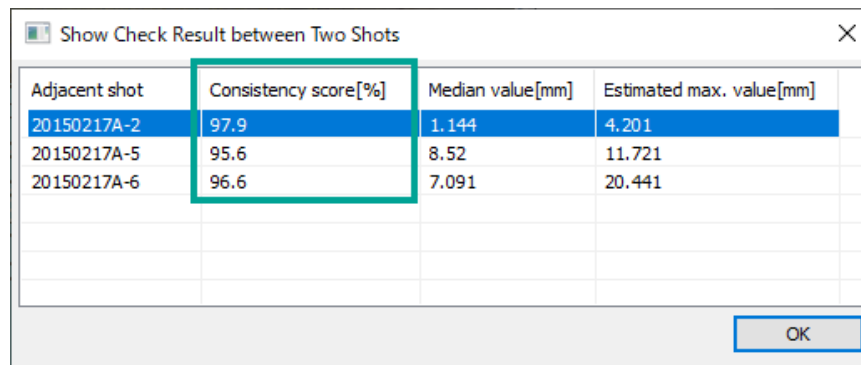 Show Check Result between Two Shots
Adjacent shot Consistency score[%] Median value[mm] Estimated max. value[mm]
20150217A-2 97.9 1.144 4.201
20150217A-5 95.6 8.52 11.721
20150217A-6 96.6 7.091 20.441
OK